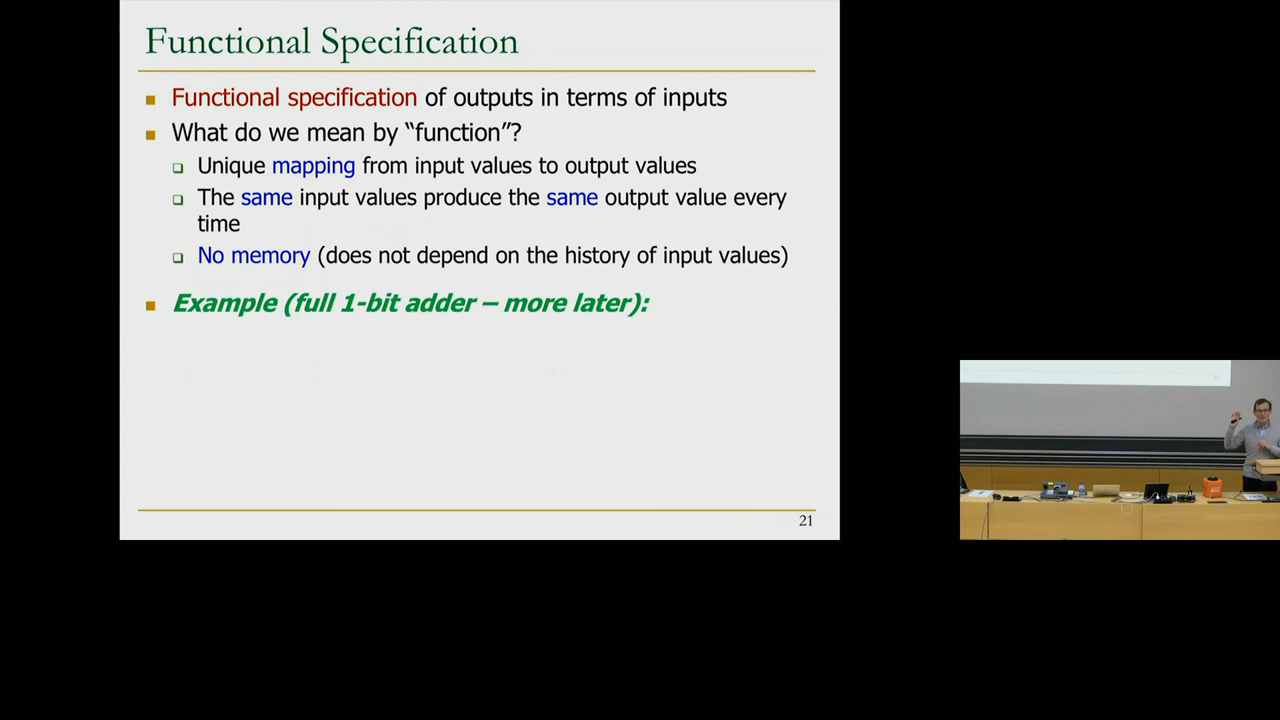 Functional Specification
Functional specification of outputs in terms of inputs
What do we mean by “function”?
Unique mapping from input values to output values
The same input values produce the same output value every
time
No memory (does not depend on the history of input values)
Example (full 1-bit adder – more later):
21